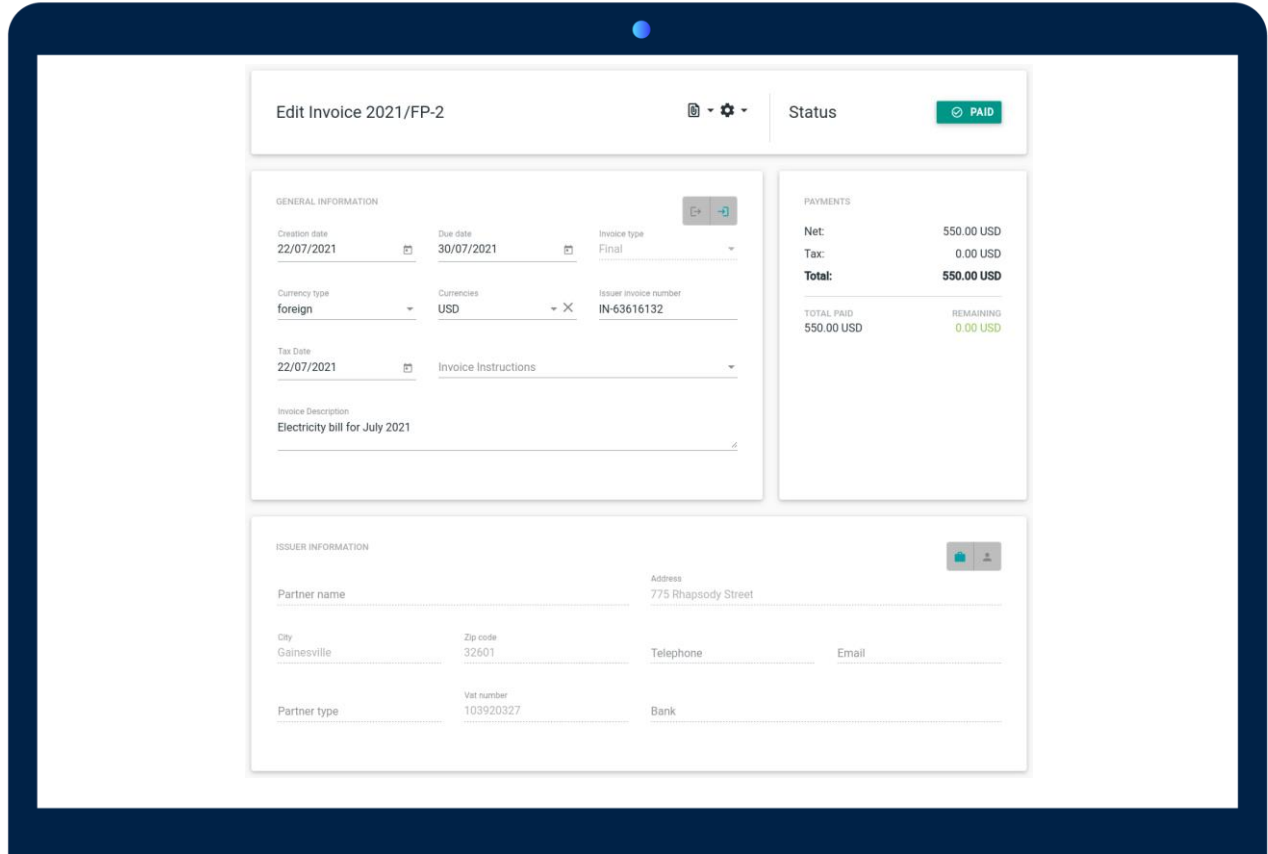 Edit Invoice 2021/FP-2
Status
PAID
GENERAL INFORMATION
Creation date
22/07/2021
Due date
30/07/2021
Invoice type
Final
Currency type
foreign
Currencies
USD
Issuer invoice number
IN-63616132
Tax Date
22/07/2021
Invoice Instructions
Invoice Description
Electricity bill for July 2021
PAYMENTS
Net: 550.00 USD
Tax: 0.00 USD
Total: 550.00 USD
TOTAL PAID REMAINING
550.00 USD 0.00 USD
ISSUER INFORMATION
Partner name
Address
775 Rhapsody Street
City
Gainesville
Zip code
32601
Telephone
Email
Partner type
Vat number
103920327
Bank